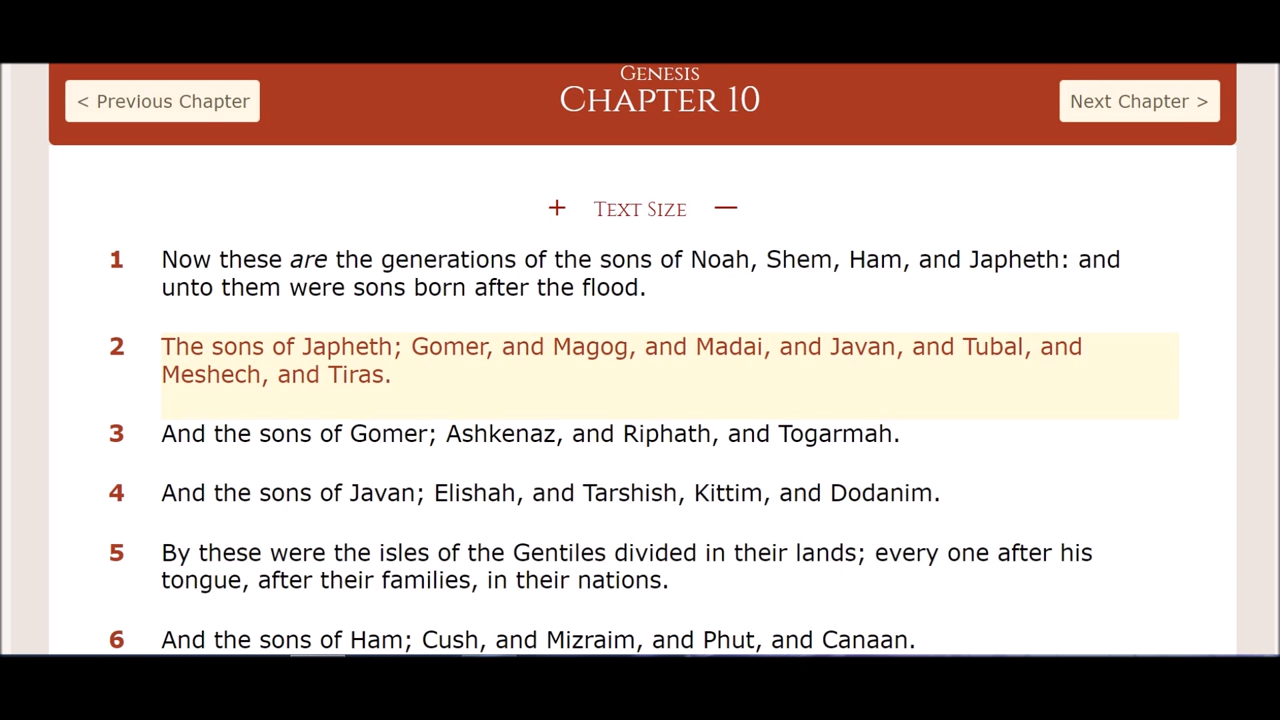 GENESIS
CHAPTER 10
< Previous Chapter
Next Chapter >
+ TEXT SIZE —
1 Now these are the generations of the sons of Noah, Shem, Ham, and Japheth: and
unto them were sons born after the flood.
2 The sons of Japheth; Gomer, and Magog, and Madai, and Javan, and Tubal, and
Meshech, and Tiras.
3 And the sons of Gomer; Ashkenaz, and Riphath, and Togarmah.
4 And the sons of Javan; Elishah, and Tarshish, Kittim, and Dodanim.
5 By these were the isles of the Gentiles divided in their lands; every one after his
tongue, after their families, in their nations.
6 And the sons of Ham; Cush, and Mizraim, and Phut, and Canaan.